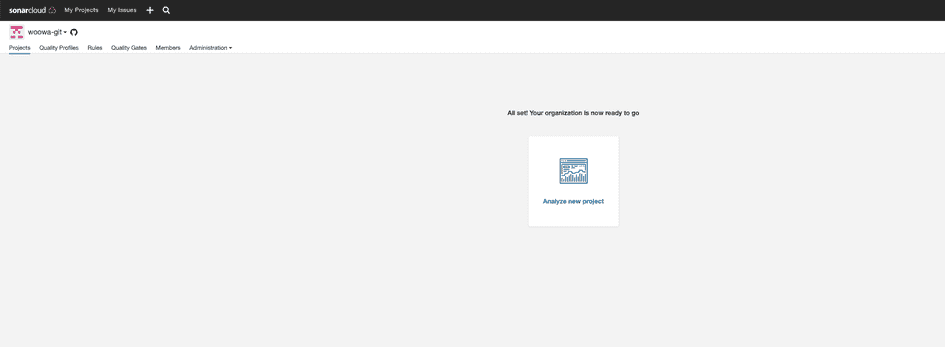 sonarcloud My Projects My Issues
woowa-git
Projects Quality Profiles Rules Quality Gates Members Administration
All set! Your organization is now ready to go
Analyze new project